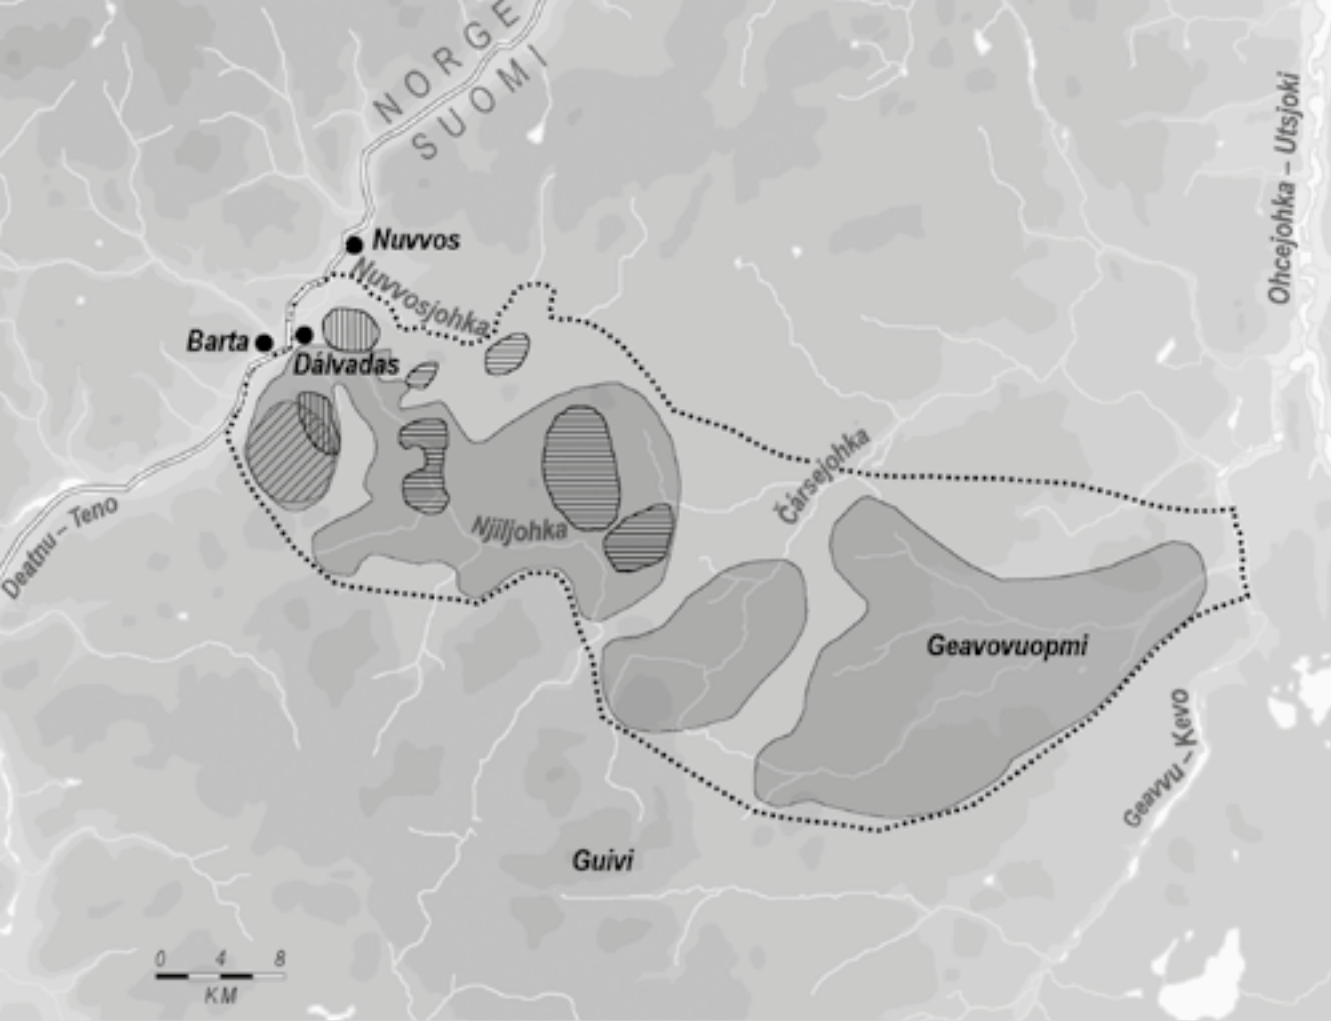 NORGE
SUOMI
Ohcejohka – Utsjoki
Nuvvos
Nuvvosjohka
Barta
Dálvadas
Čársejohka
Deatnu – Teno
Njiljohka
Geavovuopmi
Geavvu – Kevo
Guivi
0 4 8
KM